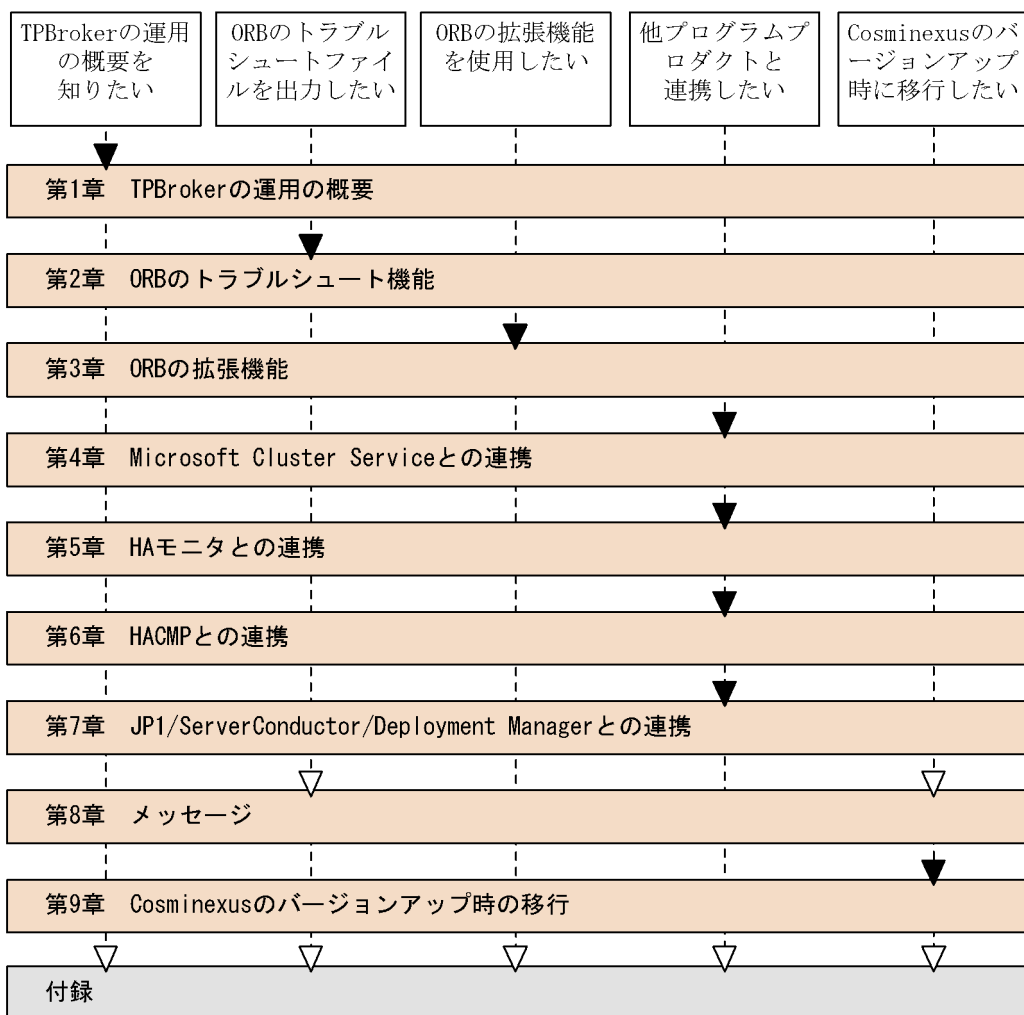 TPBrokerの運用
の概要を
知りたい
ORBのトラブル
シュートファイ
ルを出力したい
ORBの拡張機能
を使用したい
他プログラムプ
ロダクトと
連携したい
Cosminexusのバ
ージョンアップ
時に移行したい
第1章 TPBrokerの運用の概要
第2章 ORBのトラブルシュート機能
第3章 ORBの拡張機能
第4章 Microsoft Cluster Serviceとの連携
第5章 HAモニタとの連携
第6章 HACMPとの連携
第7章 JP1/ServerConductor/Deployment Managerとの連携
第8章 メッセージ
第9章 Cosminexusのバージョンアップ時の移行
付録